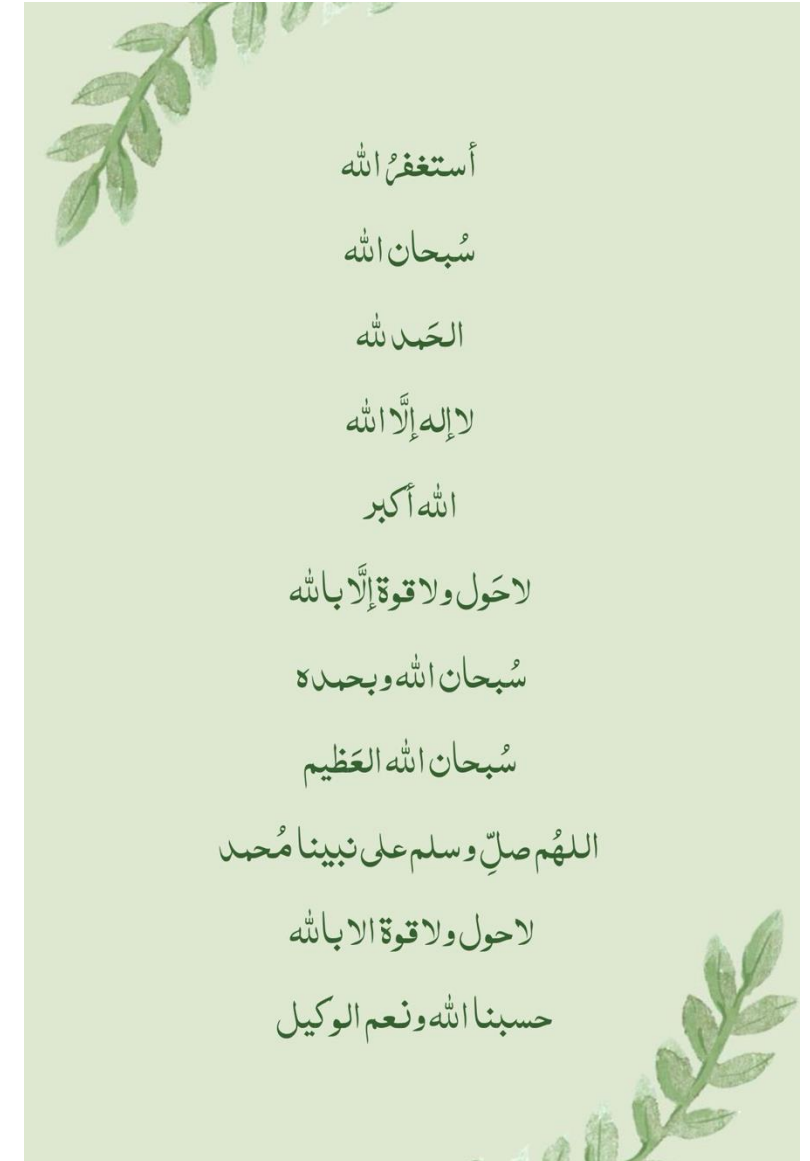 أستغفرُ الله
سُبحان الله
الحَمد لله
لا إله إلَّا الله
الله أكبر
لا حَول ولا قوة إلَّا بالله
سُبحان الله وبحمده
سُبحان الله العَظيم
اللهُم صلِّ وسلم على نبينا مُحمد
لا حول ولا قوة الا بالله
حسبنا الله ونعم الوكيل